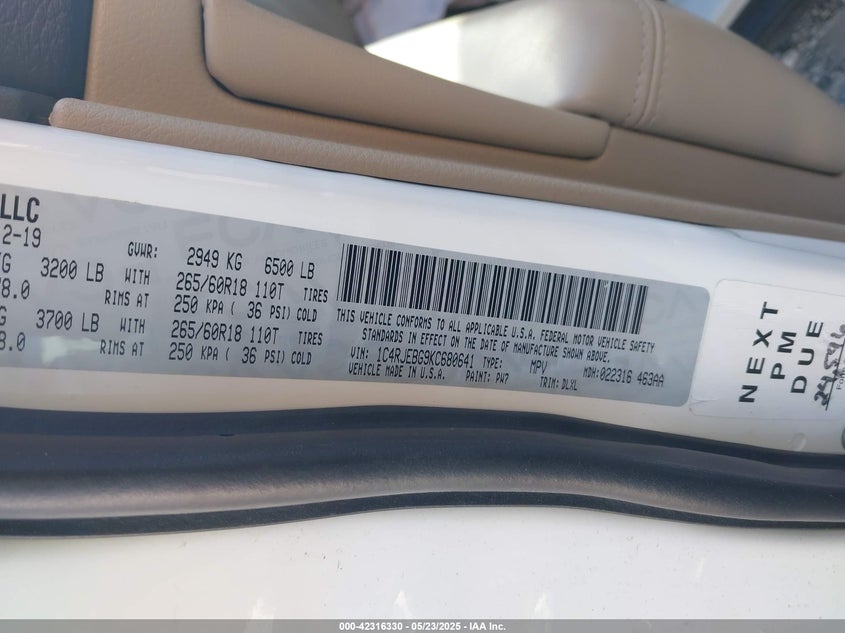 LLC
2-19
GVWR: 2949 KG 6500 LB
KG 3200 LB WITH 265/60R18 110T TIRES
8.0 RIMS AT 250 KPA ( 36 PSI) COLD
G 3700 LB WITH 265/60R18 110T TIRES
8.0 RIMS AT 250 KPA ( 36 PSI) COLD
THIS VEHICLE CONFORMS TO ALL APPLICABLE U.S.A. FEDERAL MOTOR VEHICLE SAFETY
STANDARDS IN EFFECT ON THE DATE OF MANUFACTURE SHOWN ABOVE.
VIN: 1C4RJEBG9KC680641 TYPE: MPV MDH:022316 463AA
VEHICLE MADE IN U.S.A. PAINT: PW7 TRIM: DLXL
NEXT
PM
DUE
000-42316330 - 05/23/2025 - IAA Inc.